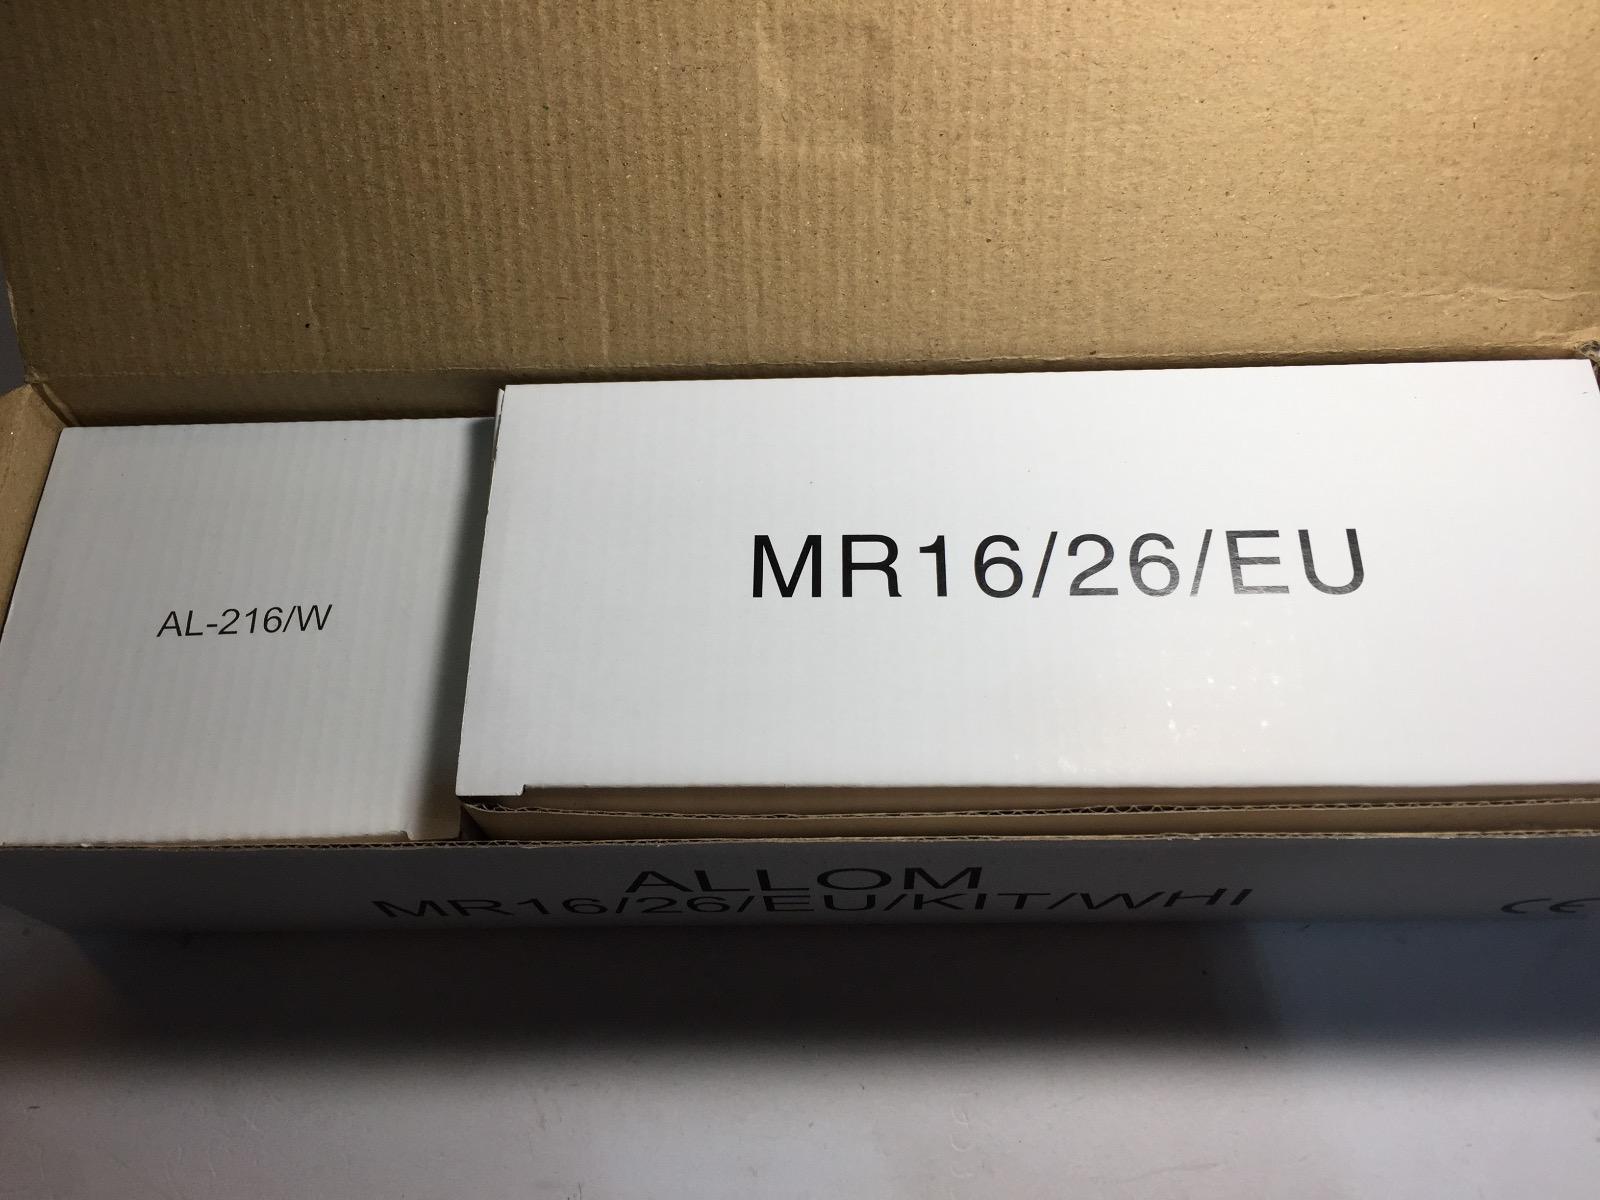 AL-216/W
MR16/26/EU
ALLOM
MR16/26/EU/KIT/WHI
CE